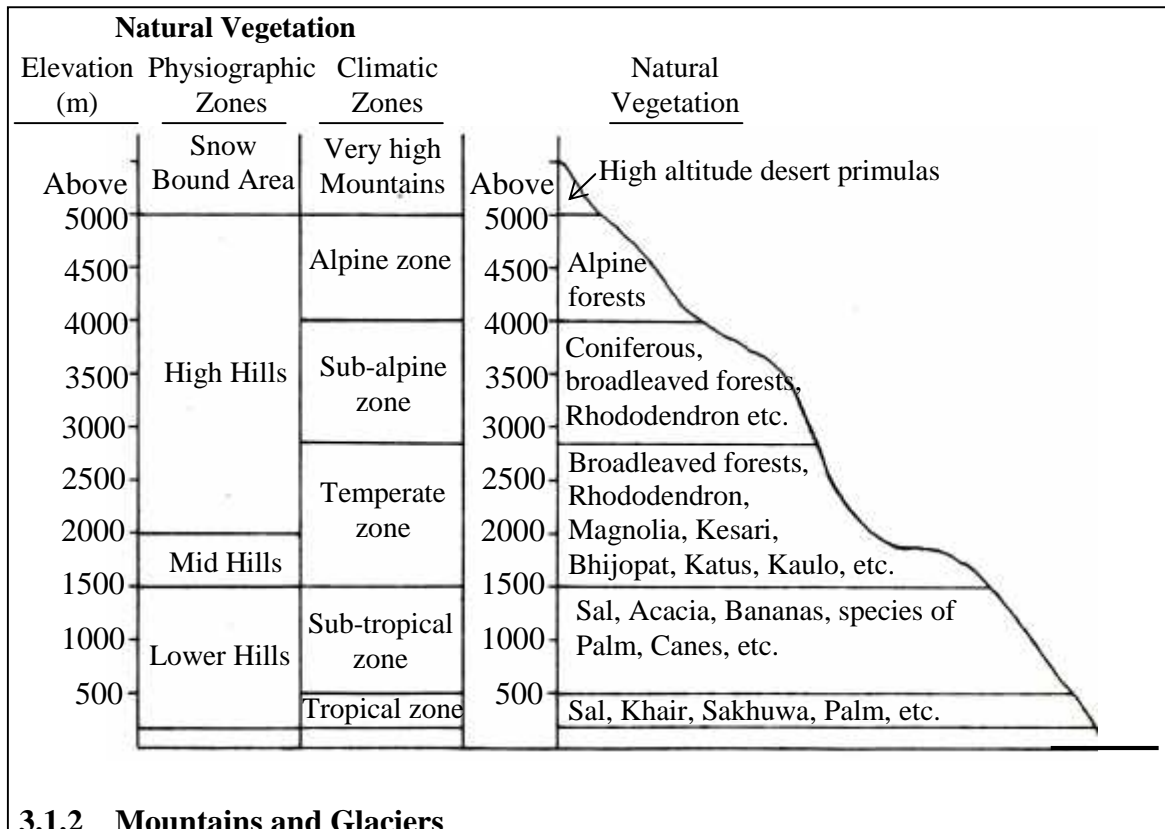 Natural Vegetation
Elevation Physiographic Climatic Natural
(m) Zones Zones Vegetation
Snow Very high
Bound Area Mountains
Above Above High altitude desert primulas
5000 5000
Alpine zone
4500 4500 Alpine
forests
4000 4000
Coniferous,
3500 High Hills Sub-alpine 3500 broadleaved forests,
zone
3000 3000 Rhododendron etc.
Broadleaved forests,
2500 Temperate 2500 Rhododendron,
zone
2000 2000 Magnolia, Kesari,
Mid Hills Bhijopat, Katus, Kaulo, etc.
1500 1500
Sub-tropical Sal, Acacia, Bananas, species of
1000 Lower Hills zone 1000 Palm, Canes, etc.
500 500
Tropical zone Sal, Khair, Sakhuwa, Palm, etc.
3.1.2 Mountains and Glaciers